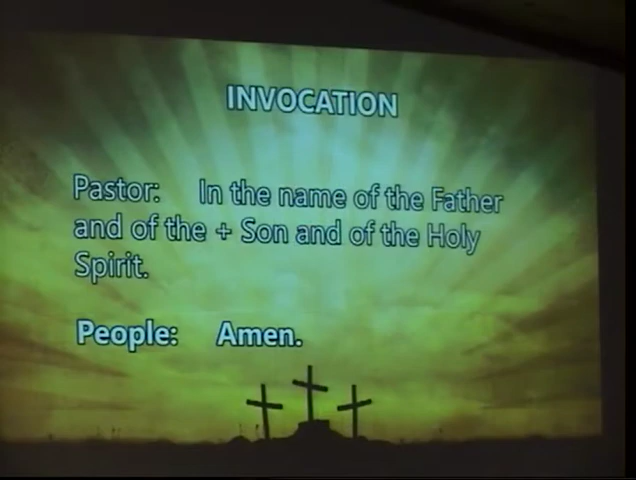 INVOCATION
Pastor: In the name of the Father
and of the + Son and of the Holy
Spirit.
People: Amen.